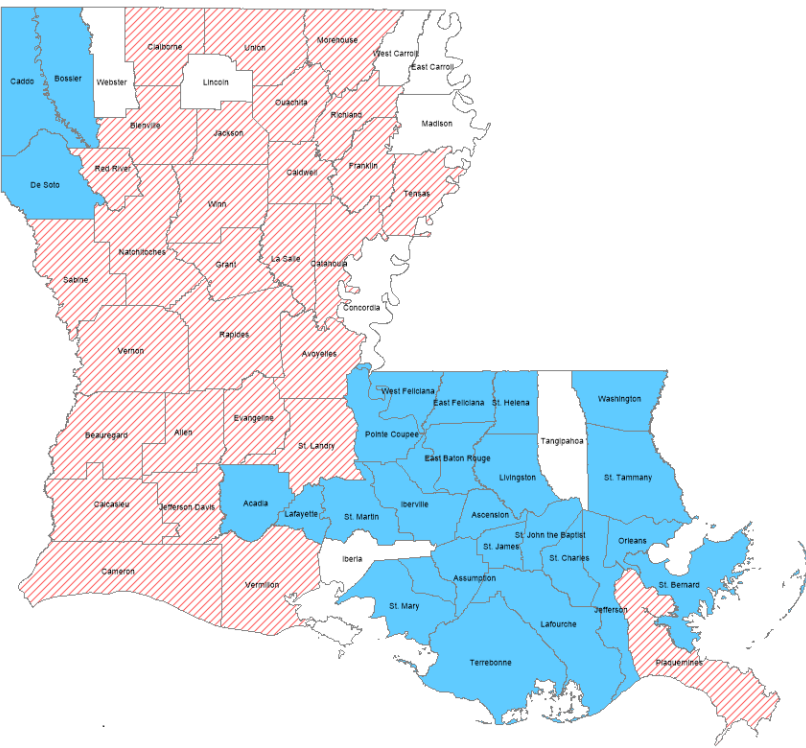 Claiborne
Union
Morehouse
West Carroll
East Carroll
Caddo
Bossier
Webster
Lincoln
Ouachita
Richland
Madison
Bienville
Jackson
Red River
Caldwell
Franklin
De Soto
Winn
Tensas
Natchitoches
Grant
La Salle
Catahoula
Sabine
Concordia
Rapides
Vernon
Avoyelles
West Feliciana
East Feliciana
St. Helena
Washington
Evangeline
Beauregard
Allen
St. Landry
Pointe Coupee
Tangipahoa
East Baton Rouge
Livingston
St. Tammany
Calcasieu
Jefferson Davis
Acadia
Lafayette
St. Martin
Iberville
Ascension
St. John the Baptist
Orleans
St. James
St. Charles
Iberia
Cameron
Vermilion
Assumption
St. Bernard
St. Mary
Jefferson
Lafourche
Terrebonne
Plaquemines